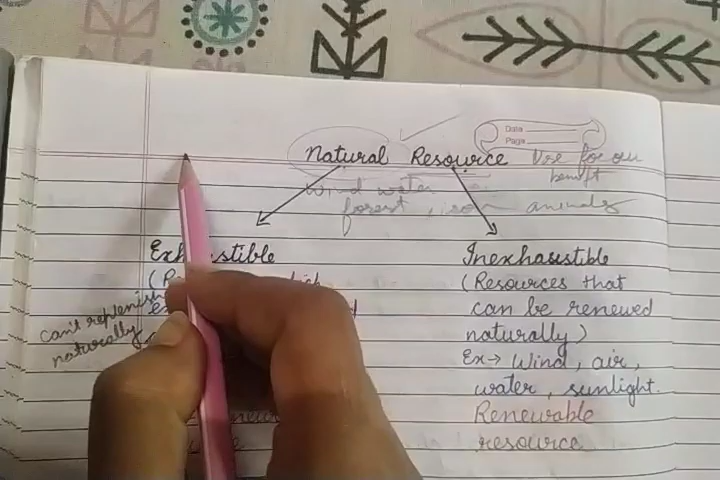 Date
Page
Natural Resource Use for our
benefit
Wind water
forest, iron animals
Exhaustible
can't replenish
naturally
Inexhaustible
(Resources that
can be renewed
naturally)
Ex→ Wind, air,
water, sunlight.
Renewable
resource